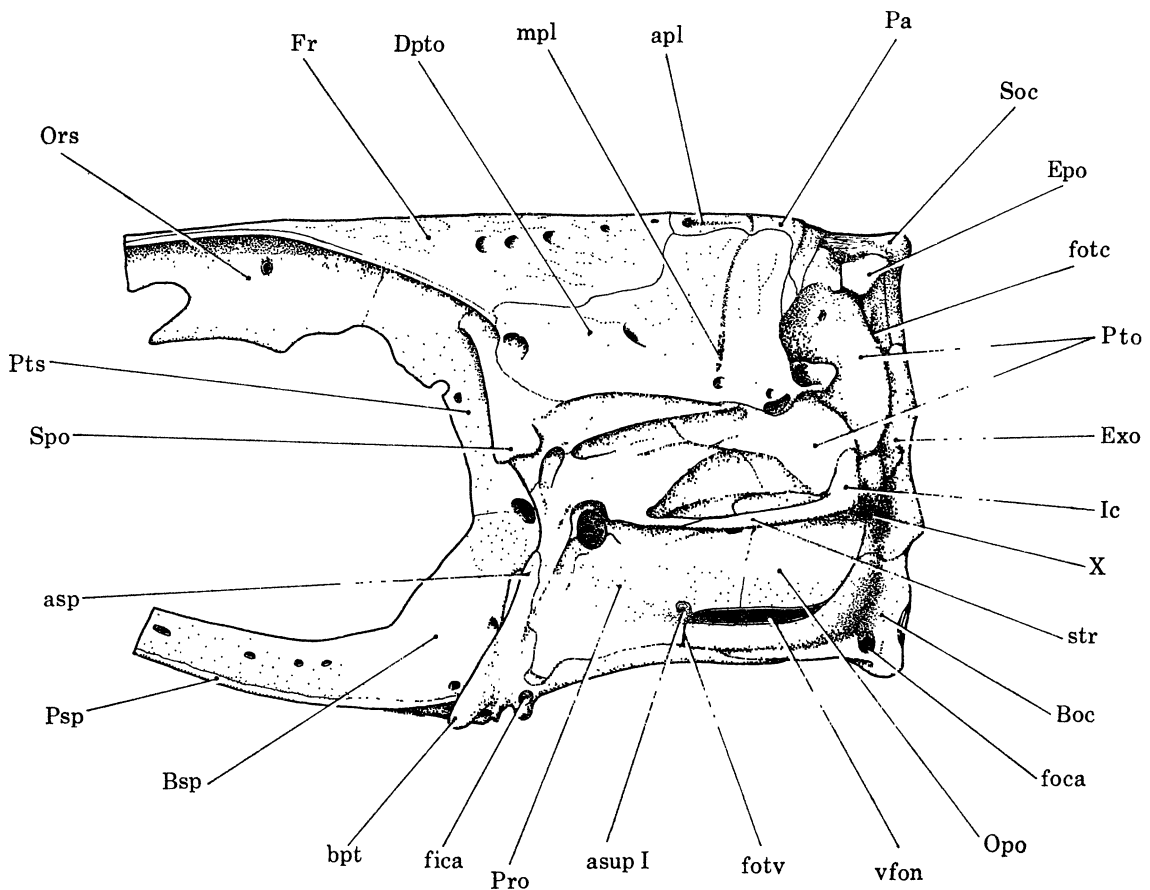 Fr
Dpto
mpl
apl
Pa
Soc
Ors
Epo
fotc
Pts
Pto
Spo
Exo
Ic
X
asp
str
Psp
Boc
Bsp
foca
bpt
fica
Pro
asup I
fotv
vfon
Opo